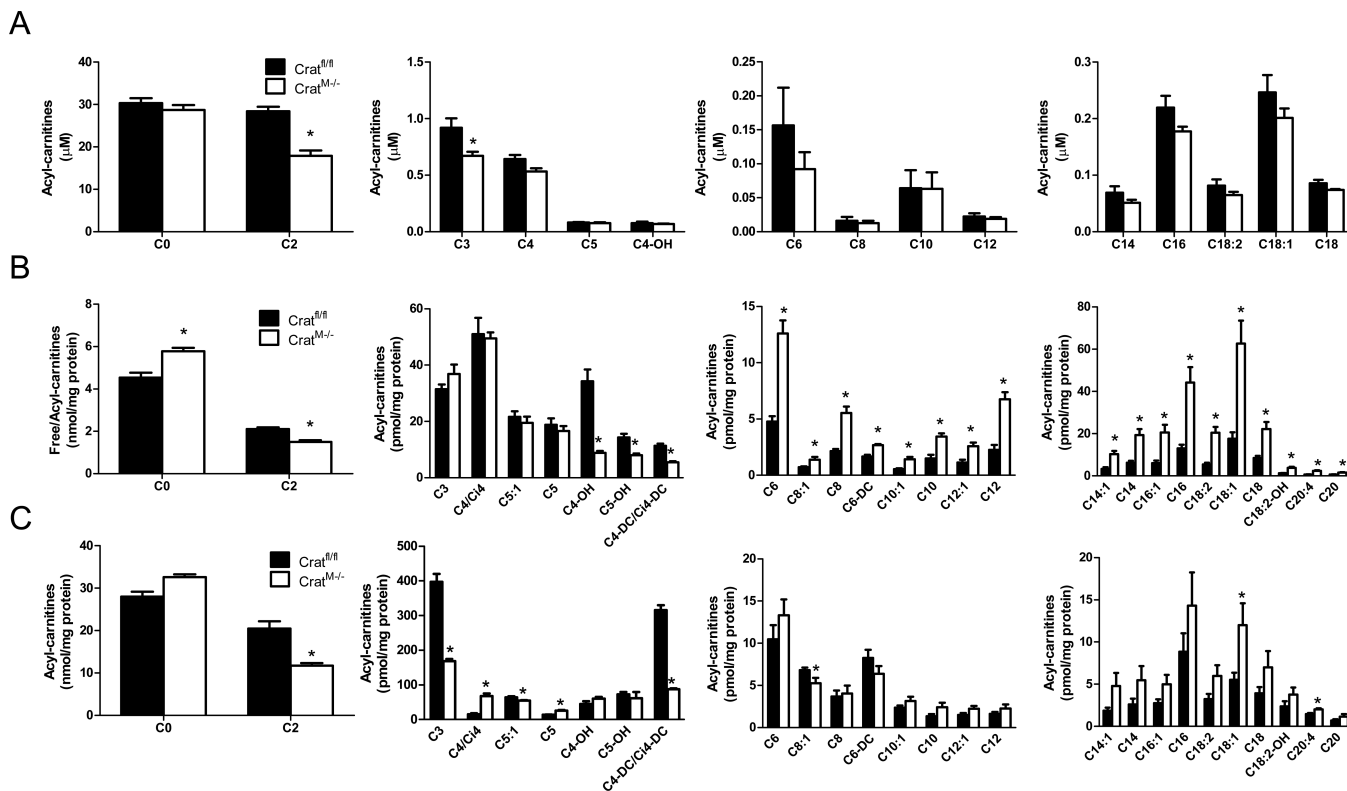 A
Acyl-carnitines
(μM)
40
30
20
10
0
C0
C2
*
Crat^fl/fl
Crat^M-/-
Acyl-carnitines
(μM)
1.5
1.0
0.5
0.0
*
C3
C4
C5
C4-OH
Acyl-carnitines
(μM)
0.25
0.20
0.15
0.10
0.05
0.00
C6
C8
C10
C12
Acyl-carnitines
(μM)
0.3
0.2
0.1
0.0
C14
C16
C18:2
C18:1
C18
B
Free/Acyl-carnitines
(nmol/mg protein)
8
6
4
2
0
*
*
C0
C2
Crat^fl/fl
Crat^M-/-
Acyl-carnitines
(pmol/mg protein)
60
40
20
0
* * *
C3
C4/Ci4
C5:1
C5
C4-OH
C5-OH
C4-DC/Ci4-DC
Acyl-carnitines
(pmol/mg protein)
15
10
5
0
* * * * * * * *
C6
C8:1
C8
C6-DC
C10:1
C10
C12:1
C12
Acyl-carnitines
(pmol/mg protein)
80
60
40
20
0
* * * * * * * * * *
C14:1
C14
C16:1
C16
C18:2
C18:1
C18
C18:2-OH
C20:4
C20
C
Acyl-carnitines
(nmol/mg protein)
40
30
20
10
0
*
C0
C2
Crat^fl/fl
Crat^M-/-
Acyl-carnitines
(pmol/mg protein)
500
400
300
200
100
0
* * * * *
C3
C4/Ci4
C5:1
C5
C4-OH
C5-OH
C4-DC/Ci4-DC
Acyl-carnitines
(pmol/mg protein)
20
15
10
5
0
*
C6
C8:1
C8
C6-DC
C10:1
C10
C12:1
C12
Acyl-carnitines
(pmol/mg protein)
20
15
10
5
0
* *
C14:1
C14
C16:1
C16
C18:2
C18:1
C18
C18:2-OH
C20:4
C20